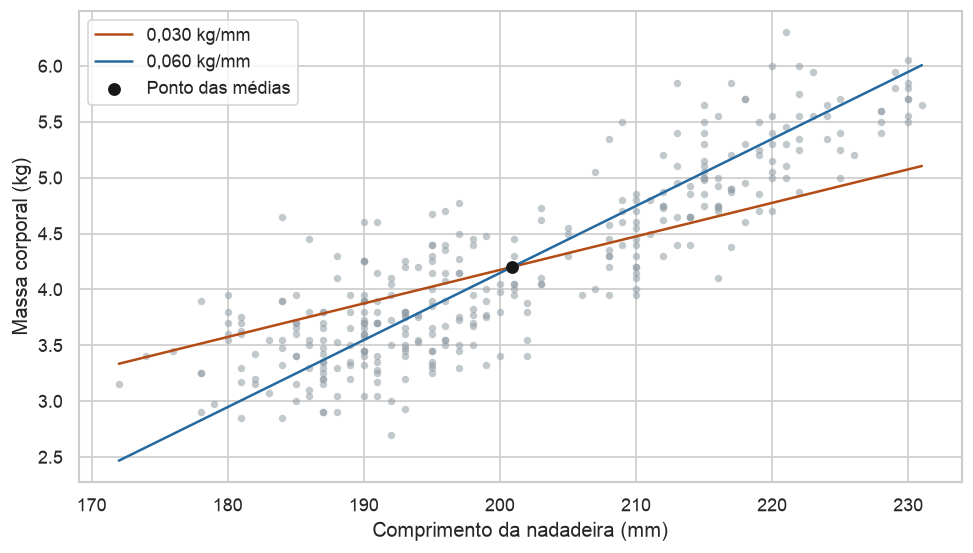 0,030 kg/mm
0,060 kg/mm
Ponto das médias
Massa corporal (kg)
6.0
5.5
5.0
4.5
4.0
3.5
3.0
2.5
170 180 190 200 210 220 230
Comprimento da nadadeira (mm)